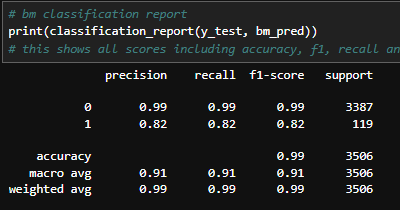 # bm classification report
print(classification_report(y_test, bm_pred))
# this shows all scores including accuracy, f1, recall an
precision recall f1-score support
0 0.99 0.99 0.99 3387
1 0.82 0.82 0.82 119
accuracy 0.99 3506
macro avg 0.91 0.91 0.91 3506
weighted avg 0.99 0.99 0.99 3506